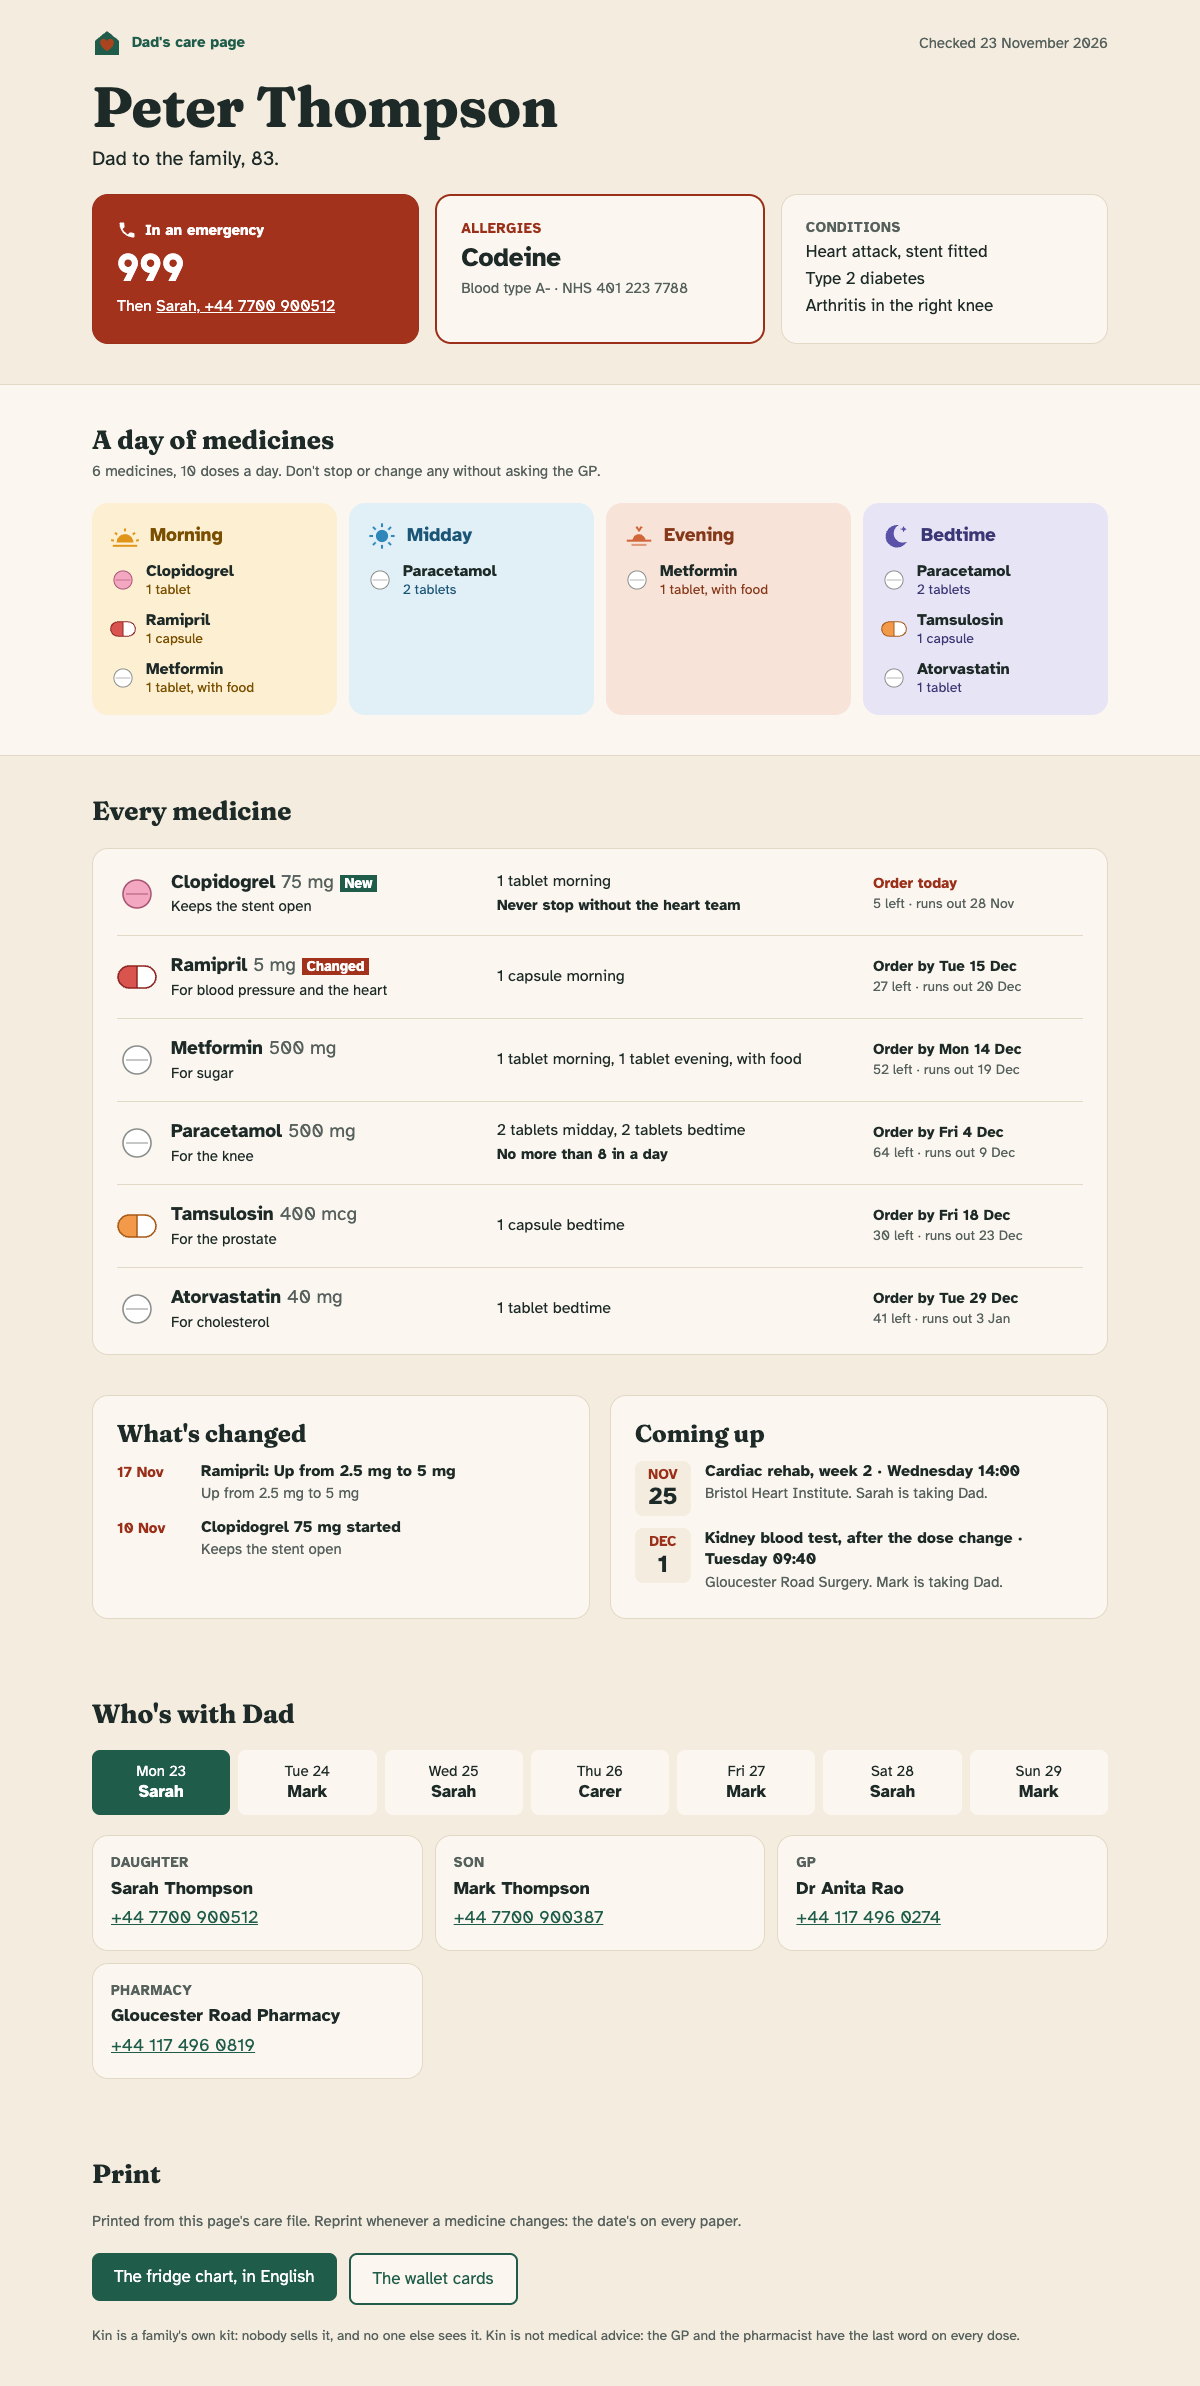 Dad's care page
Checked 23 November 2026
Peter Thompson
Dad to the family, 83.
In an emergency
999
Then Sarah, +44 7700 900512
ALLERGIES
Codeine
Blood type A- · NHS 401 223 7788
CONDITIONS
Heart attack, stent fitted
Type 2 diabetes
Arthritis in the right knee
A day of medicines
6 medicines, 10 doses a day. Don't stop or change any without asking the GP.
Morning
Clopidogrel
1 tablet
Ramipril
1 capsule
Metformin
1 tablet, with food
Midday
Paracetamol
2 tablets
Evening
Metformin
1 tablet, with food
Bedtime
Paracetamol
2 tablets
Tamsulosin
1 capsule
Atorvastatin
1 tablet
Every medicine
Clopidogrel 75 mg New
Keeps the stent open
1 tablet morning
Never stop without the heart team
Order today
5 left · runs out 28 Nov
Ramipril 5 mg Changed
For blood pressure and the heart
1 capsule morning
Order by Tue 15 Dec
27 left · runs out 20 Dec
Metformin 500 mg
For sugar
1 tablet morning, 1 tablet evening, with food
Order by Mon 14 Dec
52 left · runs out 19 Dec
Paracetamol 500 mg
For the knee
2 tablets midday, 2 tablets bedtime
No more than 8 in a day
Order by Fri 4 Dec
64 left · runs out 9 Dec
Tamsulosin 400 mcg
For the prostate
1 capsule bedtime
Order by Fri 18 Dec
30 left · runs out 23 Dec
Atorvastatin 40 mg
For cholesterol
1 tablet bedtime
Order by Tue 29 Dec
41 left · runs out 3 Jan
What's changed
17 Nov
Ramipril: Up from 2.5 mg to 5 mg
Up from 2.5 mg to 5 mg
10 Nov
Clopidogrel 75 mg started
Keeps the stent open
Coming up
NOV
25
Cardiac rehab, week 2 · Wednesday 14:00
Bristol Heart Institute. Sarah is taking Dad.
DEC
1
Kidney blood test, after the dose change ·
Tuesday 09:40
Gloucester Road Surgery. Mark is taking Dad.
Who's with Dad
Mon 23
Sarah
Tue 24
Mark
Wed 25
Sarah
Thu 26
Carer
Fri 27
Mark
Sat 28
Sarah
Sun 29
Mark
DAUGHTER
Sarah Thompson
+44 7700 900512
SON
Mark Thompson
+44 7700 900387
GP
Dr Anita Rao
+44 117 496 0274
PHARMACY
Gloucester Road Pharmacy
+44 117 496 0819
Print
Printed from this page's care file. Reprint whenever a medicine changes: the date's on every paper.
The fridge chart, in English
The wallet cards
Kin is a family's own kit: nobody sells it, and no one else sees it. Kin is not medical advice: the GP and the pharmacist have the last word on every dose.